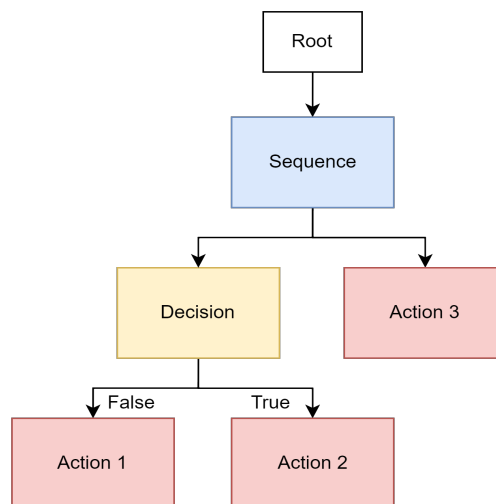 Root
Sequence
Decision
Action 3
False
True
Action 1
Action 2